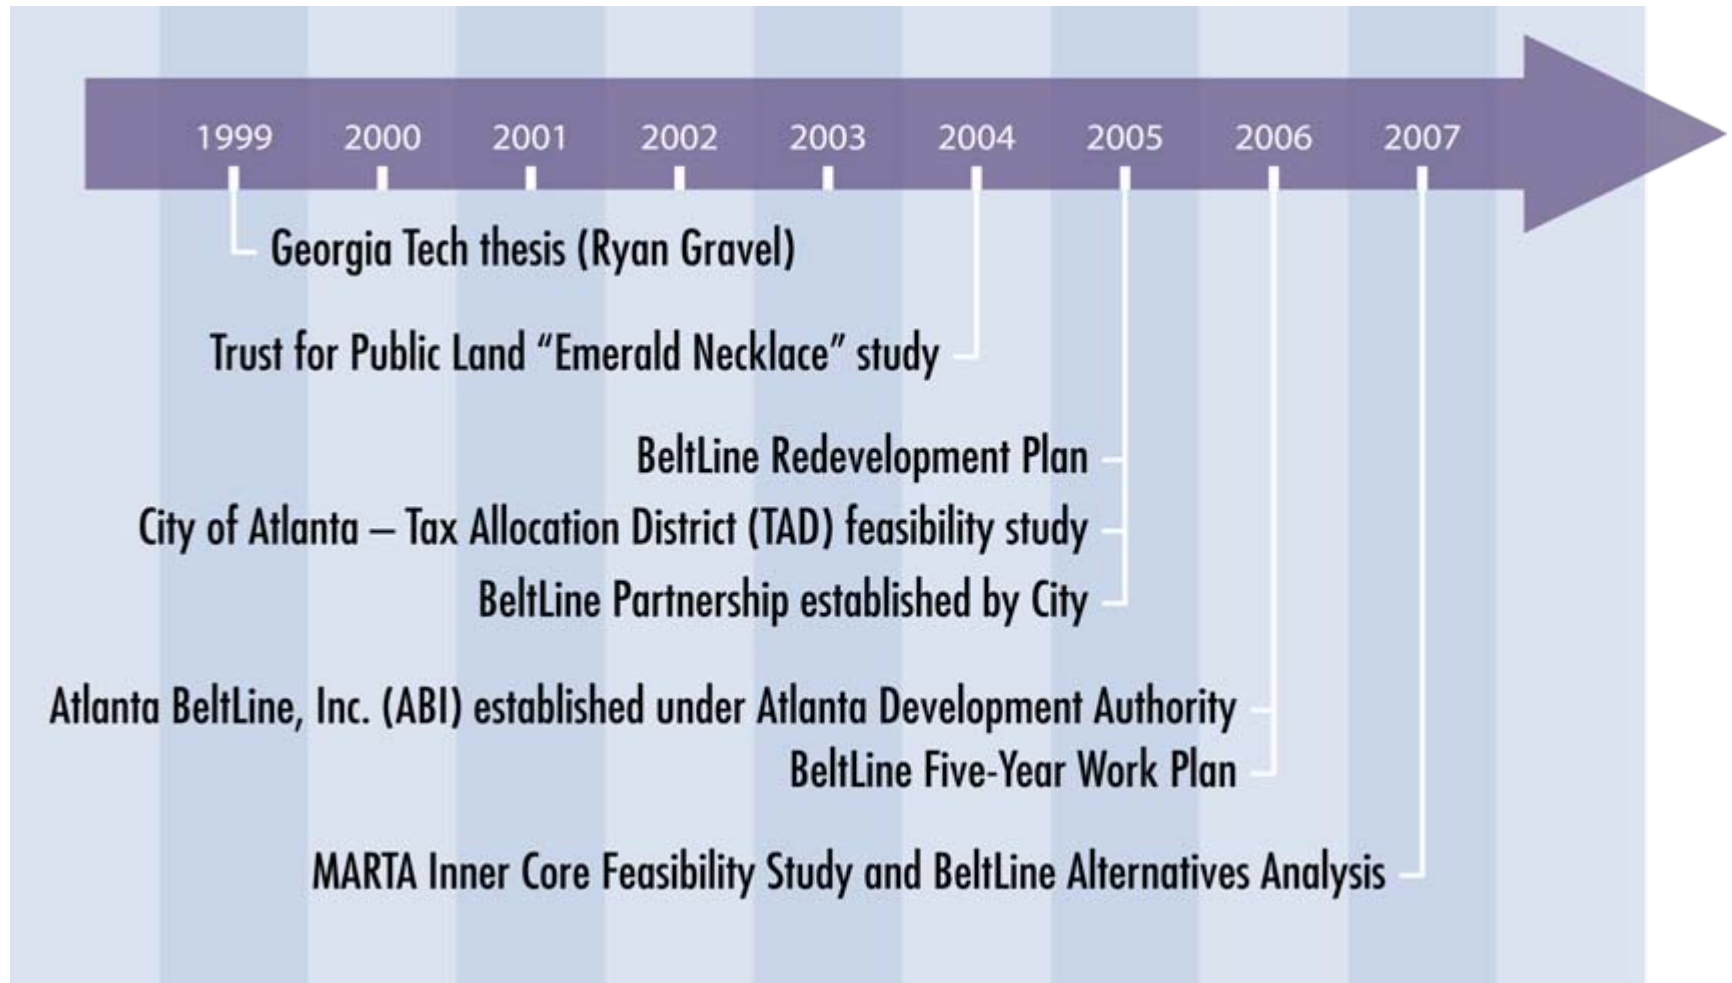 1999 2000 2001 2002 2003 2004 2005 2006 2007
Georgia Tech thesis (Ryan Gravel)
Trust for Public Land “Emerald Necklace” study
BeltLine Redevelopment Plan
City of Atlanta – Tax Allocation District (TAD) feasibility study
BeltLine Partnership established by City
Atlanta BeltLine, Inc. (ABI) established under Atlanta Development Authority
BeltLine Five-Year Work Plan
MARTA Inner Core Feasibility Study and BeltLine Alternatives Analysis